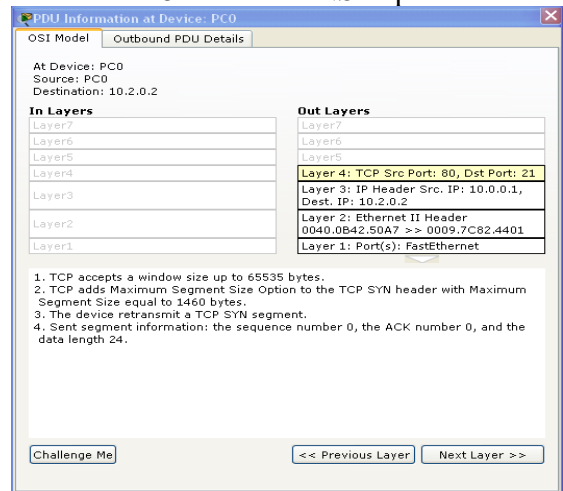 PDU Information at Device: PC0
OSI Model
Outbound PDU Details
At Device: PC0
Source: PC0
Destination: 10.2.0.2
In Layers
Out Layers
Layer7
Layer7
Layer6
Layer6
Layer5
Layer5
Layer4
Layer 4: TCP Src Port: 80, Dst Port: 21
Layer3
Layer 3: IP Header Src. IP: 10.0.0.1,
Dest. IP: 10.2.0.2
Layer2
Layer 2: Ethernet II Header
0040.0B42.50A7 >> 0009.7C82.4401
Layer1
Layer 1: Port(s): FastEthernet
1. TCP accepts a window size up to 65535 bytes.
2. TCP adds Maximum Segment Size Option to the TCP SYN header with Maximum
Segment Size equal to 1460 bytes.
3. The device retransmit a TCP SYN segment.
4. Sent segment information: the sequence number 0, the ACK number 0, and the
data length 24.
Challenge Me
<< Previous Layer
Next Layer >>